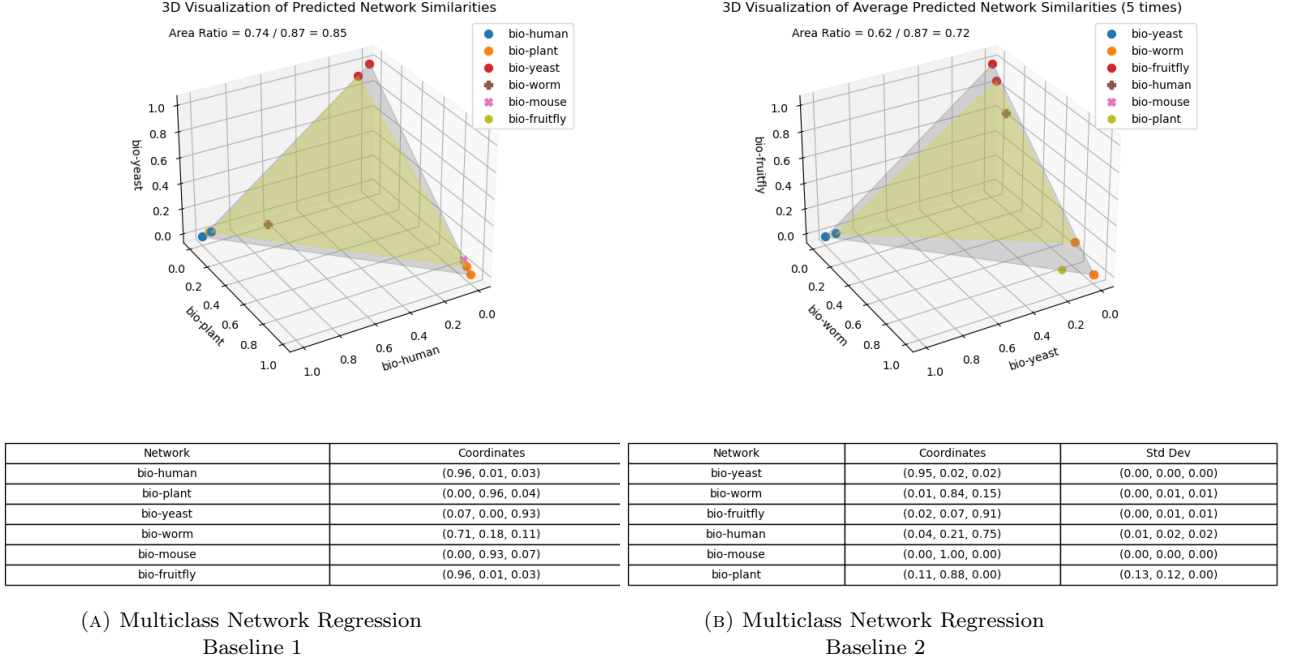 3D Visualization of Predicted Network Similarities
Area Ratio = 0.74 / 0.87 = 0.85
bio-human
bio-plant
bio-yeast
bio-worm
bio-mouse
bio-fruitfly
1.0
0.8
0.6
0.4
0.2
0.0
bio-yeast
0.0
0.2
0.4
0.6
0.8
1.0
bio-plant
1.0
0.8
0.6
0.4
0.2
0.0
bio-human
Network Coordinates
bio-human (0.96, 0.01, 0.03)
bio-plant (0.00, 0.96, 0.04)
bio-yeast (0.07, 0.00, 0.93)
bio-worm (0.71, 0.18, 0.11)
bio-mouse (0.00, 0.93, 0.07)
bio-fruitfly (0.96, 0.01, 0.03)
(A) Multiclass Network Regression
Baseline 1
3D Visualization of Average Predicted Network Similarities (5 times)
Area Ratio = 0.62 / 0.87 = 0.72
bio-yeast
bio-worm
bio-fruitfly
bio-human
bio-mouse
bio-plant
1.0
0.8
0.6
0.4
0.2
0.0
bio-fruitfly
0.0
0.2
0.4
0.6
0.8
1.0
bio-worm
1.0
0.8
0.6
0.4
0.2
0.0
bio-yeast
Network Coordinates Std Dev
bio-yeast (0.95, 0.02, 0.02) (0.00, 0.00, 0.00)
bio-worm (0.01, 0.84, 0.15) (0.00, 0.01, 0.01)
bio-fruitfly (0.02, 0.07, 0.91) (0.00, 0.01, 0.01)
bio-human (0.04, 0.21, 0.75) (0.01, 0.02, 0.02)
bio-mouse (0.00, 1.00, 0.00) (0.00, 0.00, 0.00)
bio-plant (0.11, 0.88, 0.00) (0.13, 0.12, 0.00)
(B) Multiclass Network Regression
Baseline 2